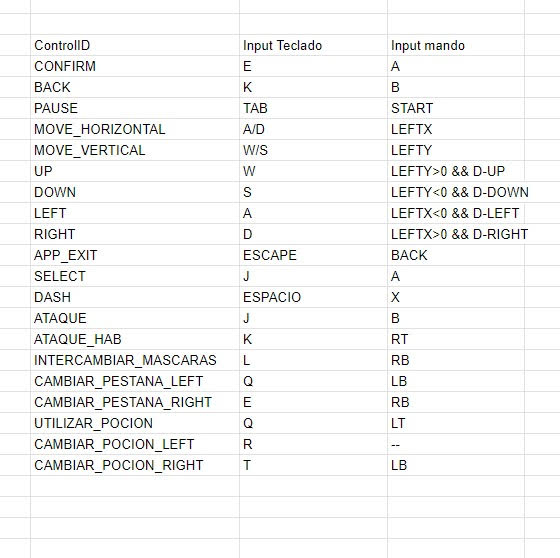 ControlID Input Teclado Input mando
CONFIRM E A
BACK K B
PAUSE TAB START
MOVE_HORIZONTAL A/D LEFTX
MOVE_VERTICAL W/S LEFTY
UP W LEFTY>0 && D-UP
DOWN S LEFTY<0 && D-DOWN
LEFT A LEFTX<0 && D-LEFT
RIGHT D LEFTX>0 && D-RIGHT
APP_EXIT ESCAPE BACK
SELECT J A
DASH ESPACIO X
ATAQUE J B
ATAQUE_HAB K RT
INTERCAMBIAR_MASCARAS L RB
CAMBIAR_PESTANA_LEFT Q LB
CAMBIAR_PESTANA_RIGHT E RB
UTILIZAR_POCION Q LT
CAMBIAR_POCION_LEFT R --
CAMBIAR_POCION_RIGHT T LB